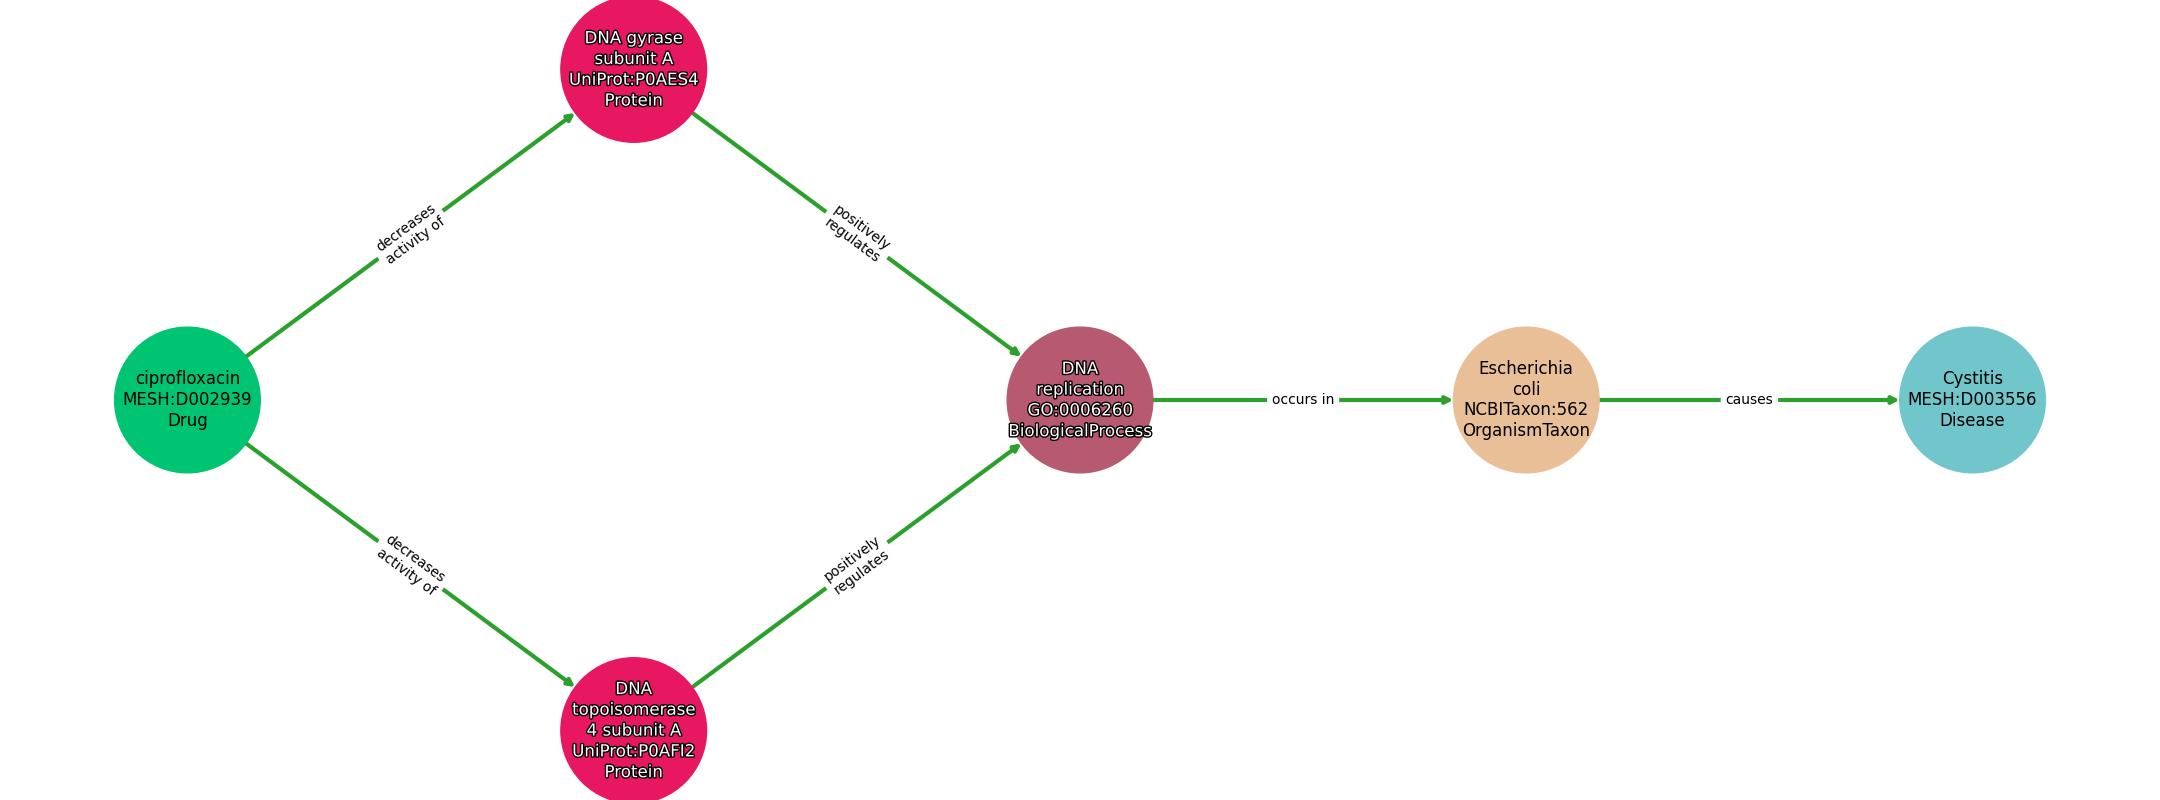 DNA gyrase
subunit A
UniProt:P0AES4
Protein
decreases
activity of
positively
regulates
ciprofloxacin
MESH:D002939
Drug
DNA
replication
GO:0006260
BiologicalProcess
occurs in
Escherichia
coli
NCBITaxon:562
OrganismTaxon
causes
Cystitis
MESH:D003556
Disease
decreases
activity of
positively
regulates
DNA
topoisomerase
4 subunit A
UniProt:P0AFI2
Protein